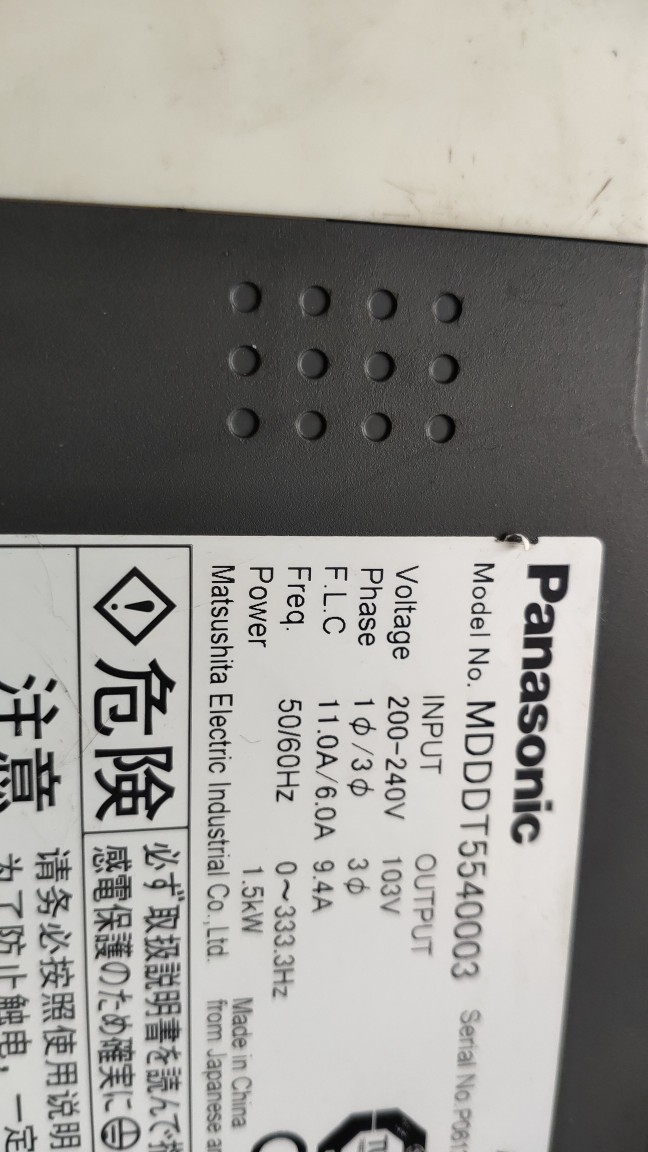 Panasonic
Model No. MDDDT5540003 Serial No.P061
INPUT OUTPUT
Voltage 200-240V 103V
Phase 1ϕ/3ϕ 3ϕ
F.L.C 11.0A/6.0A 9.4A
Freq. 50/60Hz 0~333.3Hz
Power 1.5kW
Matsushita Electric Industrial Co.,Ltd.
Made in China
from Japanese
危険
必ず取扱説明書を読んで
感電保護のため確実に
注意
请务必按照使用说明
为了防止触电，一定